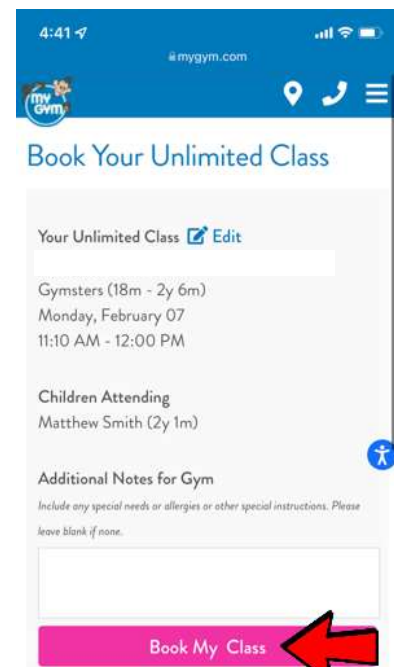 4:41
mygym.com
my
Gym
Book Your Unlimited Class
Your Unlimited Class Edit
Gymsters (18m - 2y 6m)
Monday, February 07
11:10 AM - 12:00 PM
Children Attending
Matthew Smith (2y 1m)
Additional Notes for Gym
Include any special needs or allergies or other special instructions. Please
leave blank if none.
Book My Class